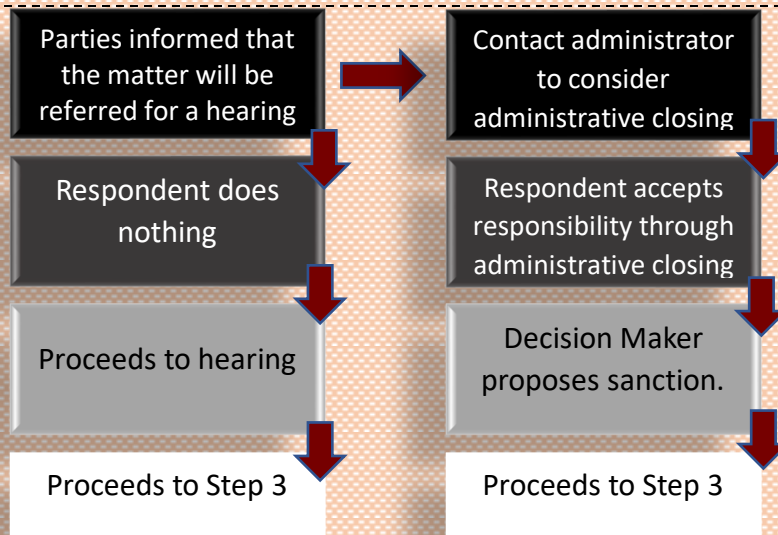 Parties informed that
the matter will be
referred for a hearing
Respondent does
nothing
Proceeds to hearing
Proceeds to Step 3
Contact administrator
to consider
administrative closing
Respondent accepts
responsibility through
administrative closing
Decision Maker
proposes sanction.
Proceeds to Step 3